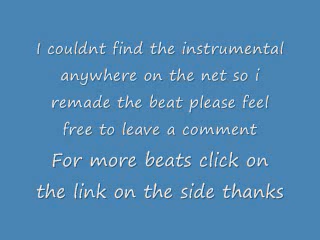 I couldnt find the instrumental
anywhere on the net so i
remade the beat please feel
free to leave a comment
For more beats click on
the link on the side thanks